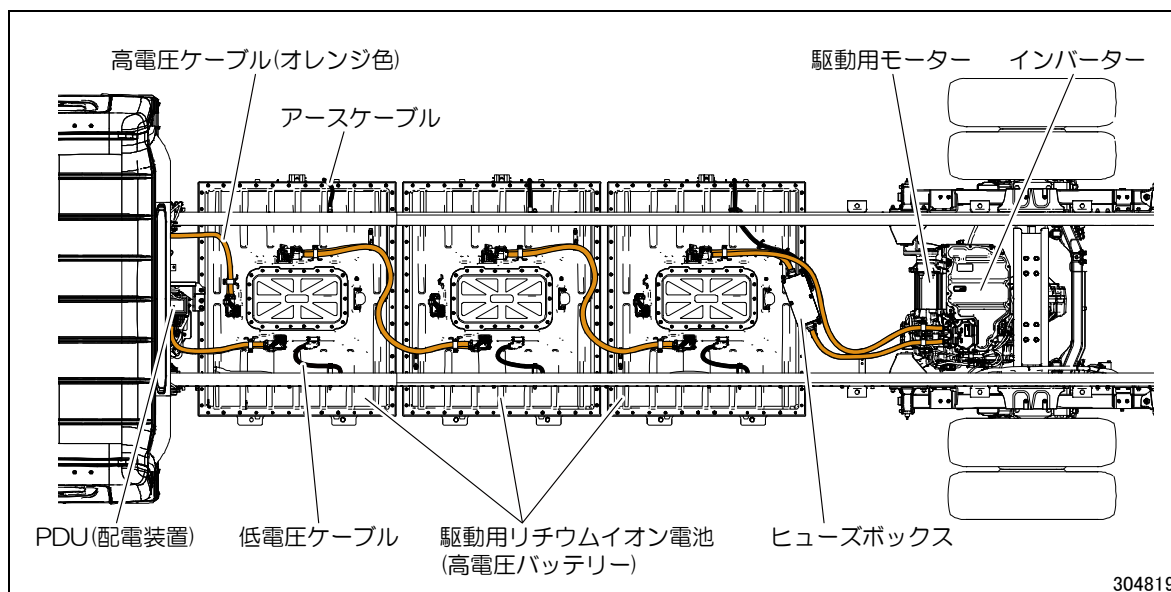 高電圧ケーブル(オレンジ色)
駆動用モーター
インバーター
アースケーブル
PDU(配電装置)
低電圧ケーブル
駆動用リチウムイオン電池
(高電圧バッテリー)
ヒューズボックス
304819